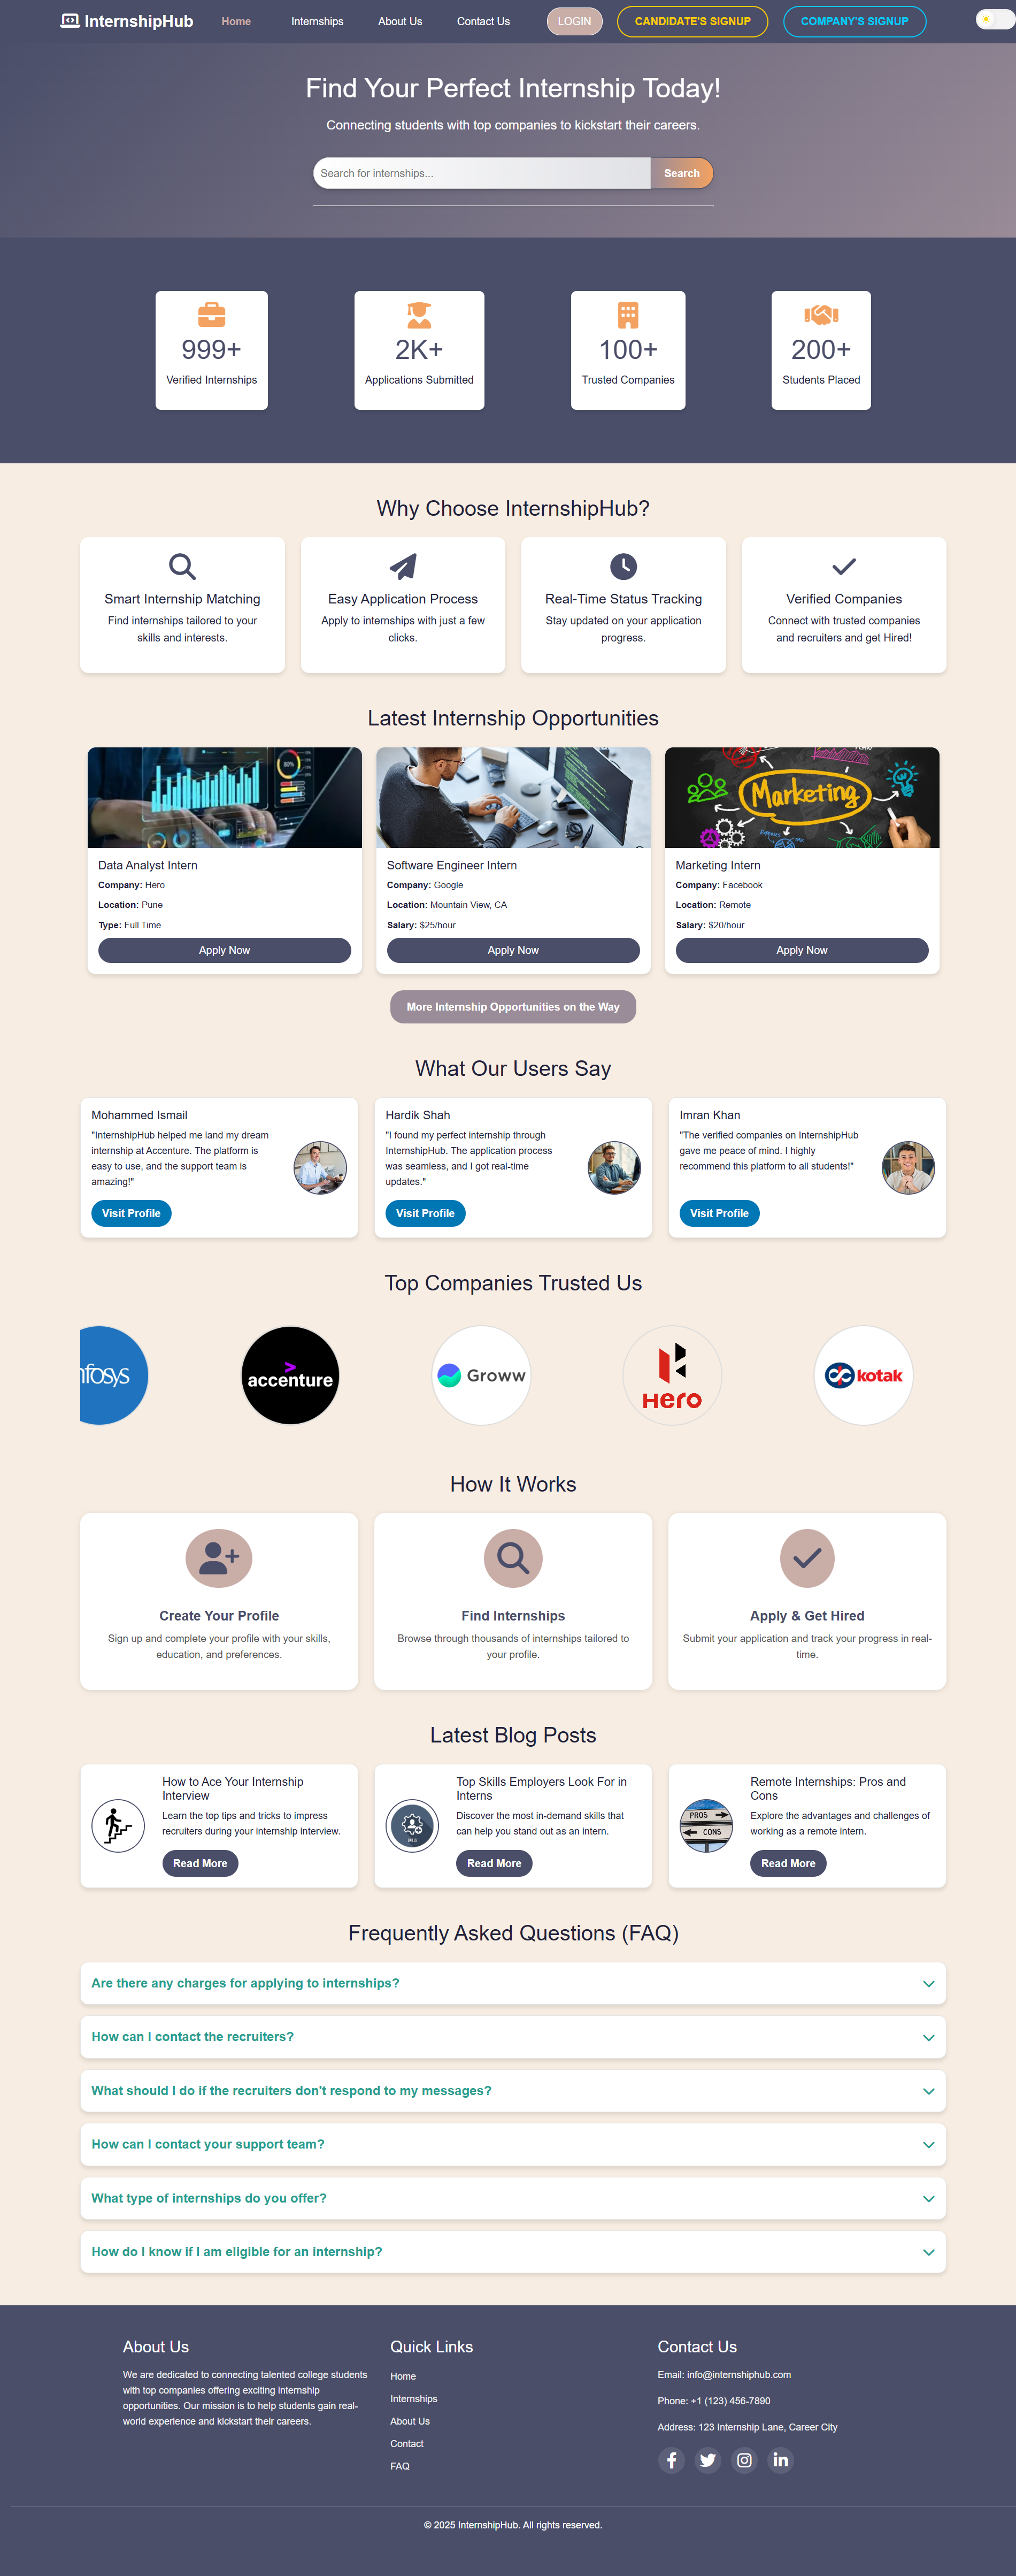 InternshipHub
Home
Internships
About Us
Contact Us
LOGIN
CANDIDATE'S SIGNUP
COMPANY'S SIGNUP
Find Your Perfect Internship Today!
Connecting students with top companies to kickstart their careers.
Search for internships...
Search
999+
Verified Internships
2K+
Applications Submitted
100+
Trusted Companies
200+
Students Placed
Why Choose InternshipHub?
Smart Internship Matching
Find internships tailored to your
skills and interests.
Easy Application Process
Apply to internships with just a few
clicks.
Real-Time Status Tracking
Stay updated on your application
progress.
Verified Companies
Connect with trusted companies
and recruiters and get Hired!
Latest Internship Opportunities
80%
Data Analyst Intern
Company: Hero
Location: Pune
Type: Full Time
Apply Now
Software Engineer Intern
Company: Google
Location: Mountain View, CA
Salary: $25/hour
Apply Now
Marketing
Marketing Intern
Company: Facebook
Location: Remote
Salary: $20/hour
Apply Now
More Internship Opportunities on the Way
What Our Users Say
Mohammed Ismail
"InternshipHub helped me land my dream
internship at Accenture. The platform is
easy to use, and the support team is
amazing!"
Visit Profile
Hardik Shah
"I found my perfect internship through
InternshipHub. The application process
was seamless, and I got real-time
updates."
Visit Profile
Imran Khan
"The verified companies on InternshipHub
gave me peace of mind. I highly
recommend this platform to all students!"
Visit Profile
Top Companies Trusted Us
nfosys
accenture
Groww
Hero
kotak
How It Works
Create Your Profile
Sign up and complete your profile with your skills,
education, and preferences.
Find Internships
Browse through thousands of internships tailored to
your profile.
Apply & Get Hired
Submit your application and track your progress in real-
time.
Latest Blog Posts
How to Ace Your Internship
Interview
Learn the top tips and tricks to impress
recruiters during your internship interview.
Read More
Top Skills Employers Look For in
Interns
Discover the most in-demand skills that
can help you stand out as an intern.
Read More
PROS
CONS
Remote Internships: Pros and
Cons
Explore the advantages and challenges of
working as a remote intern.
Read More
Frequently Asked Questions (FAQ)
Are there any charges for applying to internships?
How can I contact the recruiters?
What should I do if the recruiters don't respond to my messages?
How can I contact your support team?
What type of internships do you offer?
How do I know if I am eligible for an internship?
About Us
We are dedicated to connecting talented college students
with top companies offering exciting internship
opportunities. Our mission is to help students gain real-
world experience and kickstart their careers.
Quick Links
Home
Internships
About Us
Contact
FAQ
Contact Us
Email: info@internshiphub.com
Phone: +1 (123) 456-7890
Address: 123 Internship Lane, Career City
© 2025 InternshipHub. All rights reserved.